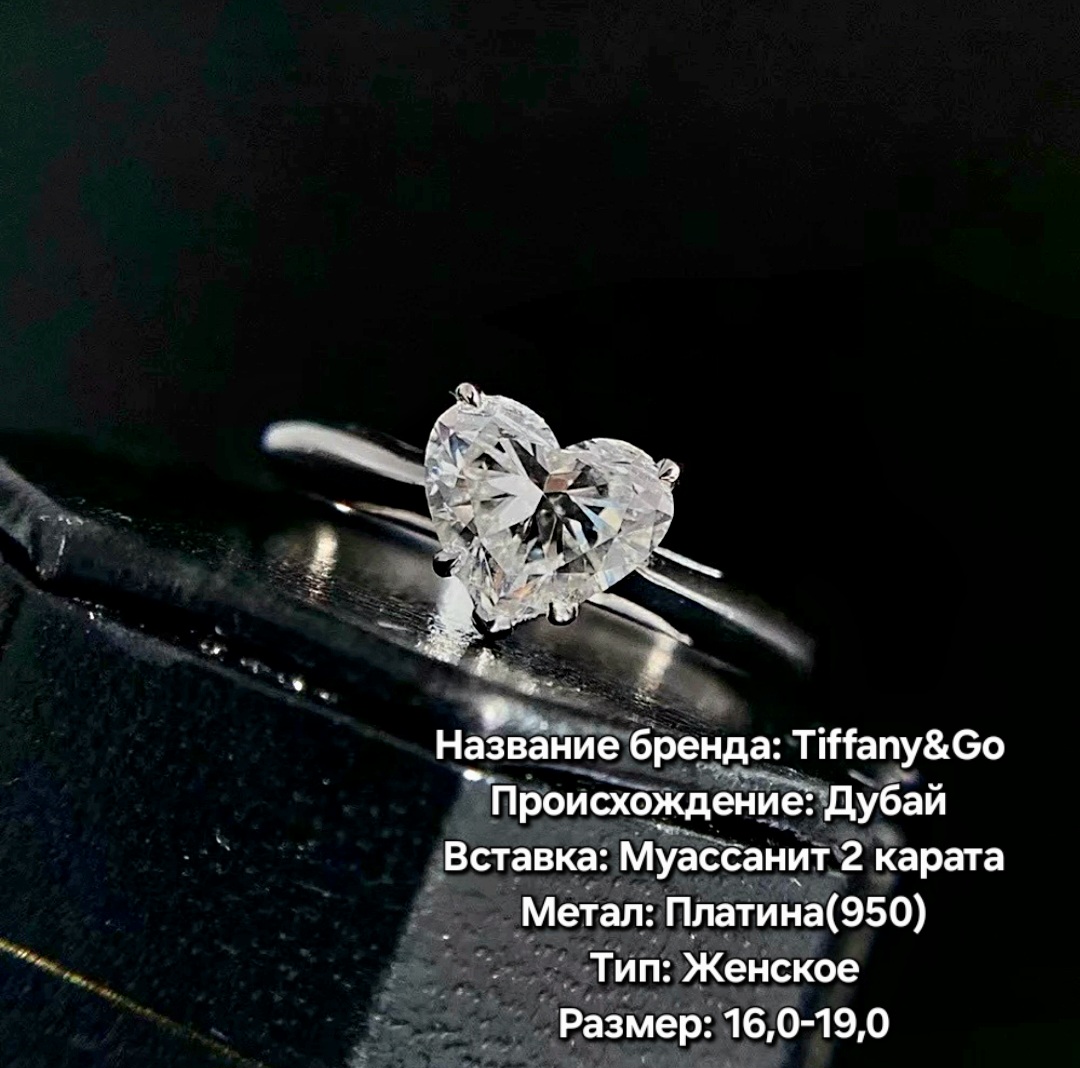 Название бренда: Tiffany&Go
Происхождение: Дубай
Вставка: Муассанит 2 карата
Метал: Платина(950)
Тип: Женское
Размер: 16,0-19,0